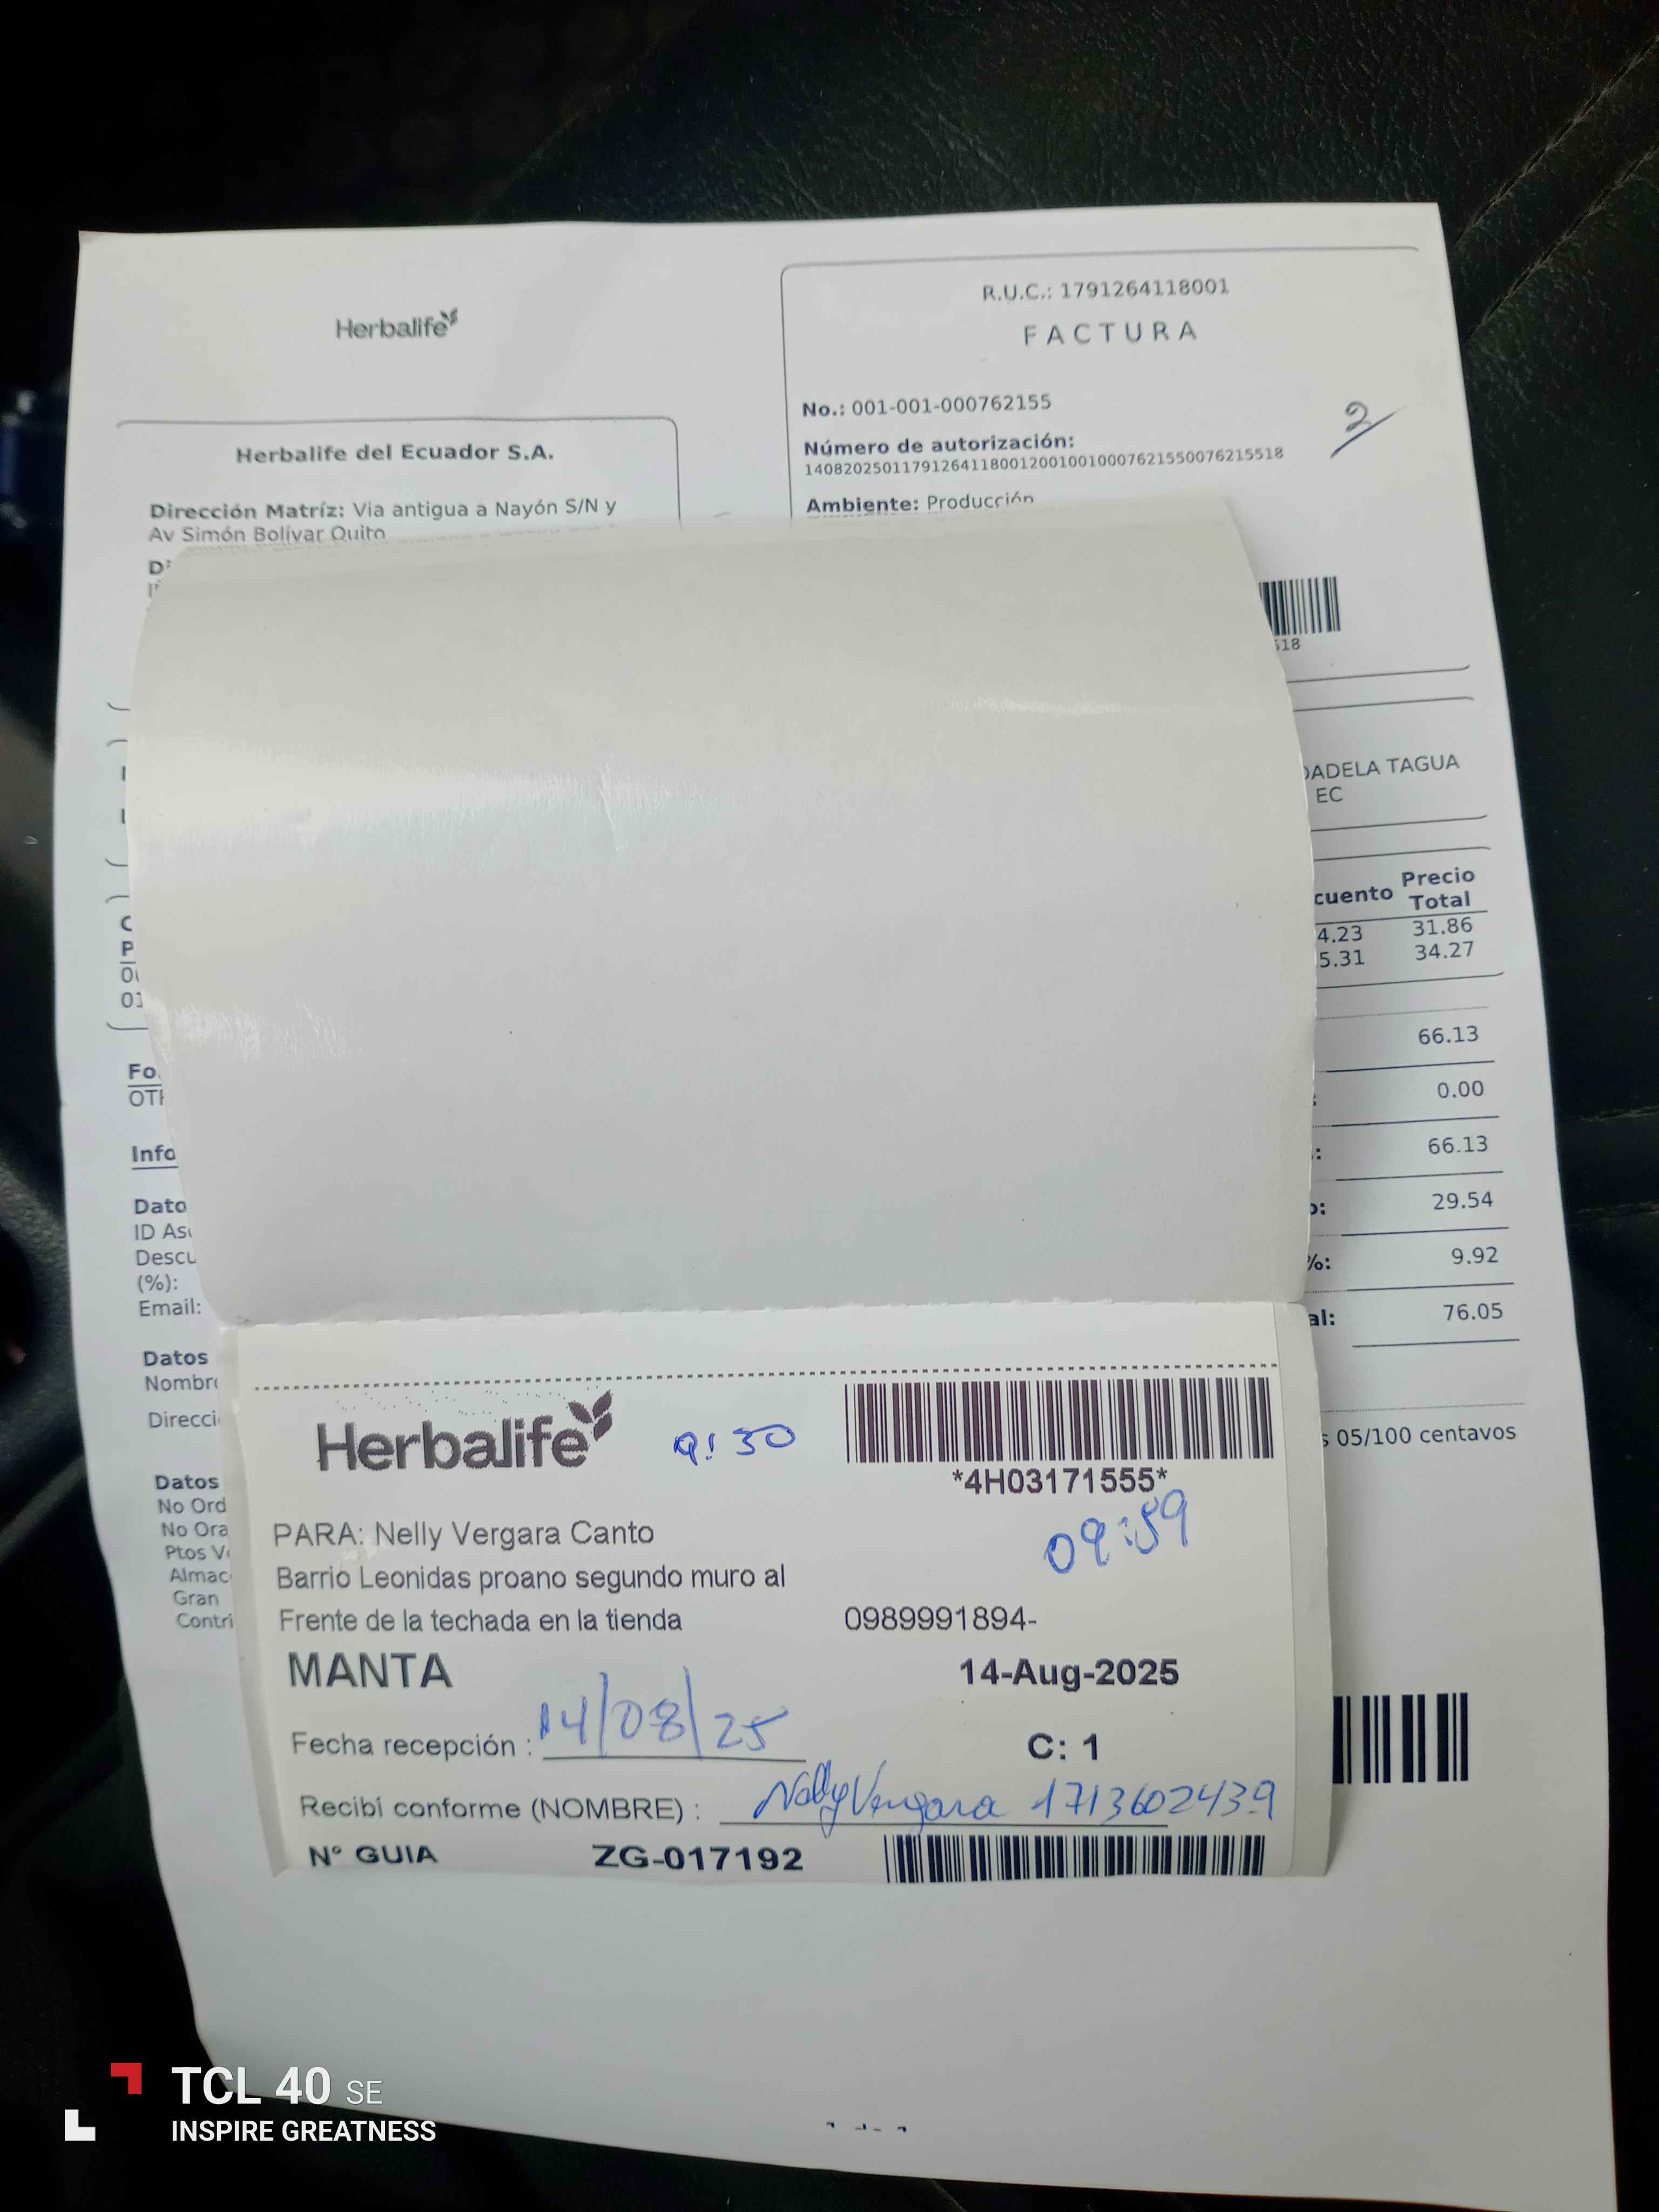 Herbalife
R.U.C.: 1791264118001
FACTURA
No.: 001-001-000762155
2
Número de autorización:
1408202501179126411800120010010007621550076215518
Ambiente: Producción
Herbalife del Ecuador S.A.
Dirección Matríz: Via antigua a Nayón S/N y
Av Simón Bolívar Quito
518
DADELA TAGUA
EC
cuento Precio
Total
4.23 31.86
5.31 34.27
66.13
0.00
66.13
29.54
%: 9.92
al: 76.05
Fo
OTH
Info
Dato
ID Aso
Descu
(%):
Email:
Datos
Nombre
Direcci
s 05/100 centavos
Datos
No Ord
No Ora
Ptos V
Almac
Gran
Contri
Herbalife
9:30
*4H03171555*
09:59
PARA: Nelly Vergara Canto
Barrio Leonidas proano segundo muro al
Frente de la techada en la tienda 0989991894-
MANTA 14-Aug-2025
Fecha recepción : 14/08/25 C: 1
Recibí conforme (NOMBRE) : Nelly Vergara 1713602439
N° GUIA ZG-017192
TCL 40 SE
INSPIRE GREATNESS